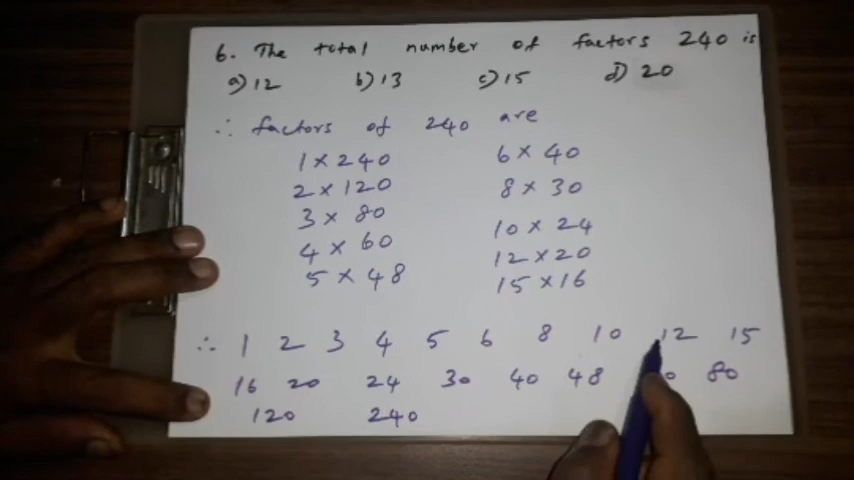 6. The total number of factors 240 is
a) 12 b) 13 c) 15 d) 20
∴ factors of 240 are
1 × 240 6 × 40
2 × 120 8 × 30
3 × 80 10 × 24
4 × 60 12 × 20
5 × 48 15 × 16
∴ 1 2 3 4 5 6 8 10 12 15
16 20 24 30 40 48 80
120 240